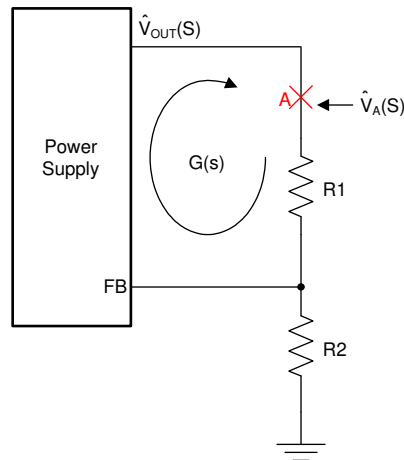 V̂OUT(S)
A
V̂A(S)
Power
Supply
G(s)
R1
FB
R2